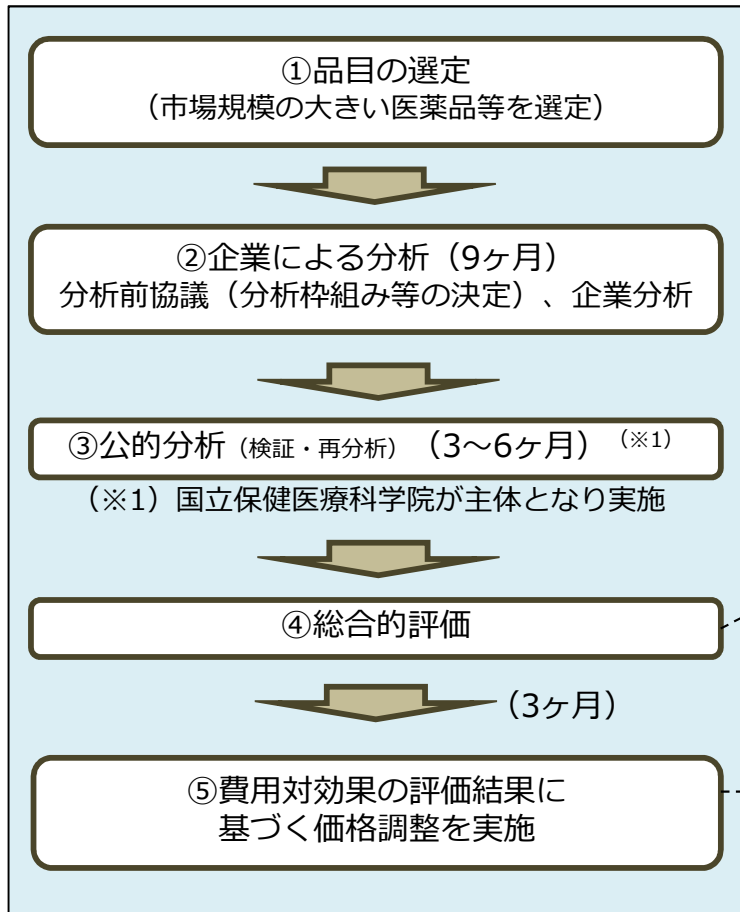 ①品目の選定
（市場規模の大きい医薬品等を選定）
②企業による分析（9ヶ月）
分析前協議（分析枠組み等の決定）、企業分析
③公的分析（検証・再分析）（3～6ヶ月）（※1）
（※1）国立保健医療科学院が主体となり実施
④総合的評価
（3ヶ月）
⑤費用対効果の評価結果に
基づく価格調整を実施